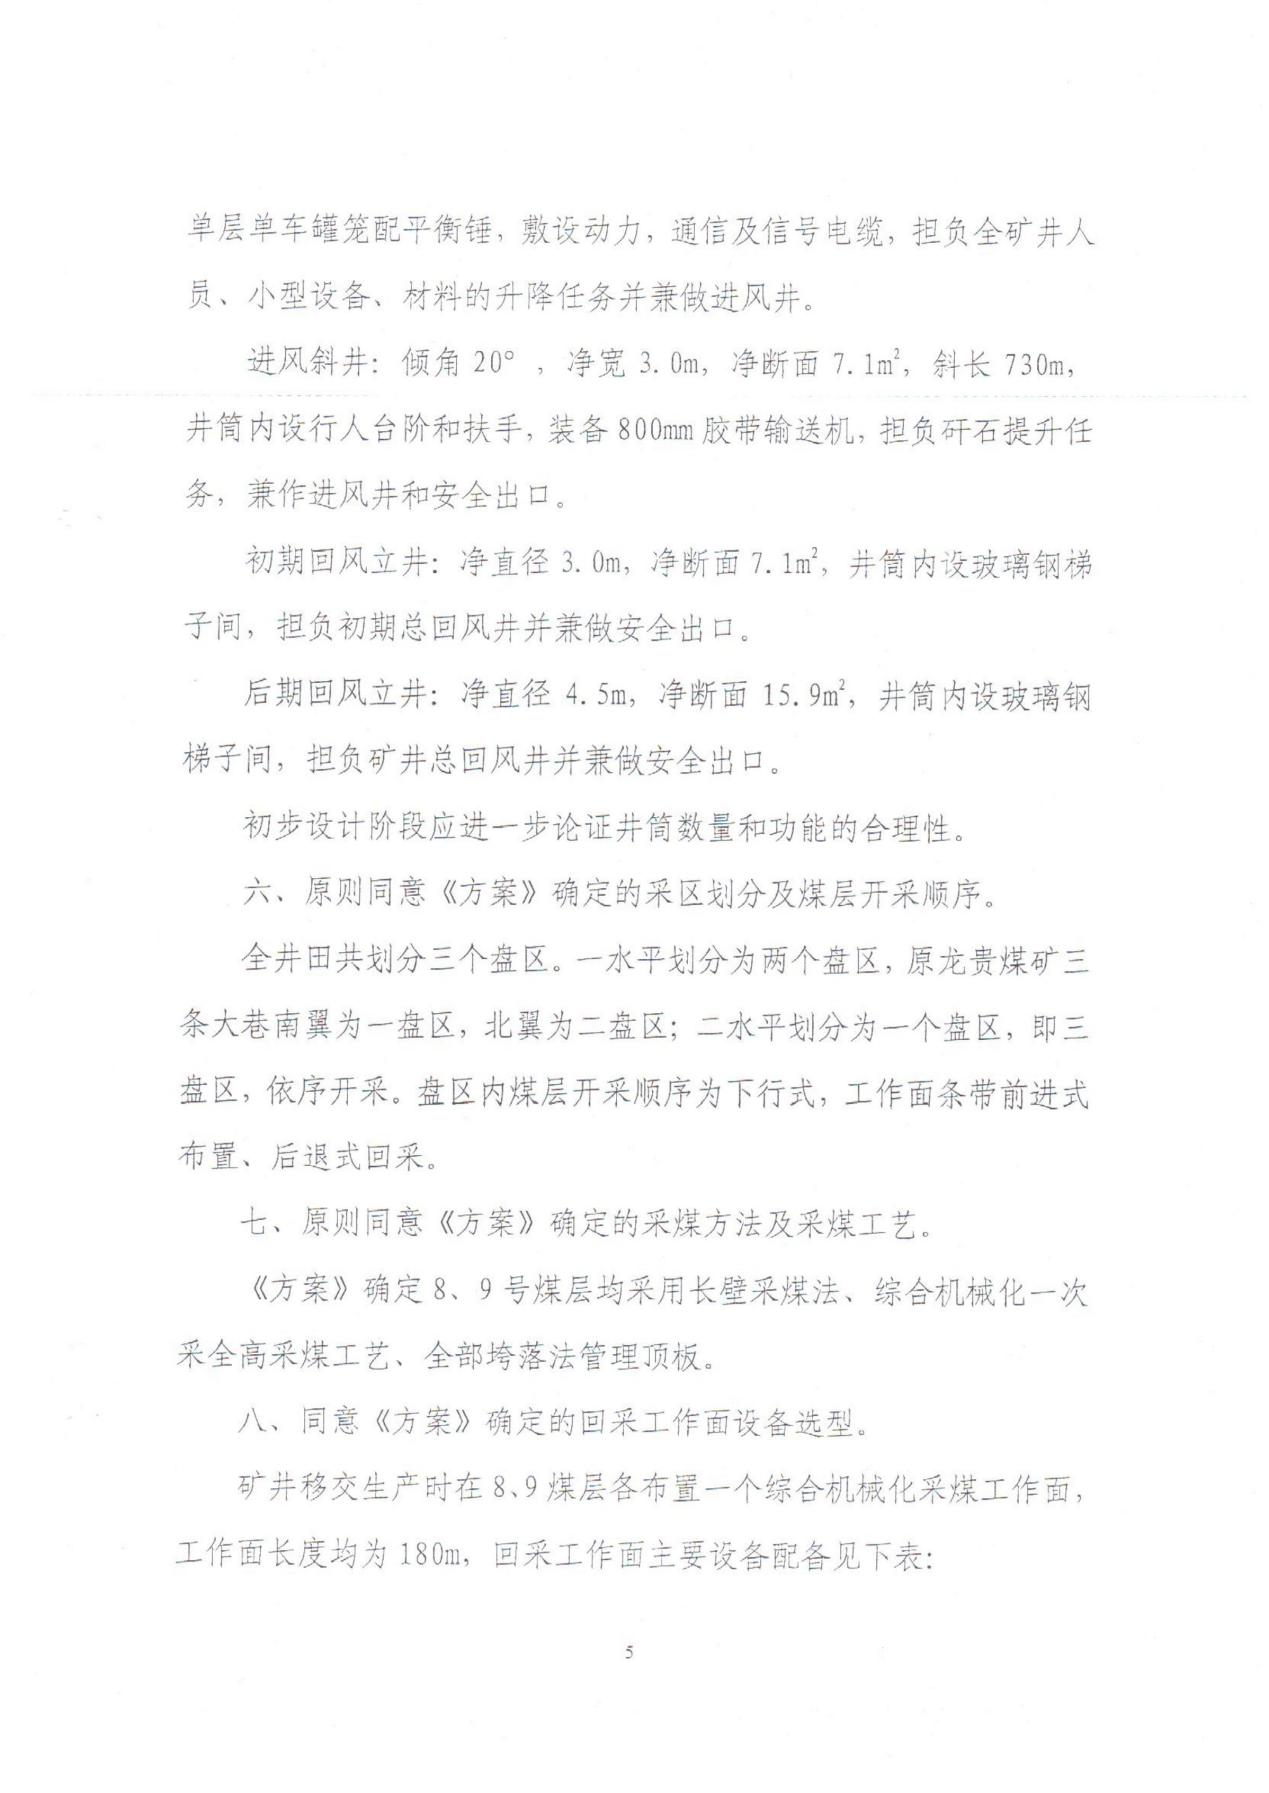 单层单车罐笼配平衡锤，敷设动力，通信及信号电缆，担负全矿井人
员、小型设备、材料的升降任务并兼做进风井。
进风斜井：倾角20°，净宽3.0m，净断面7.1m²，斜长730m，
井筒内设行人台阶和扶手，装备800mm胶带输送机，担负矸石提升任
务，兼作进风井和安全出口。
初期回风立井：净直径3.0m，净断面7.1m²，井筒内设玻璃钢梯
子间，担负初期总回风井并兼做安全出口。
后期回风立井：净直径4.5m，净断面15.9m²，井筒内设玻璃钢
梯子间，担负矿井总回风井并兼做安全出口。
初步设计阶段应进一步论证井筒数量和功能的合理性。
六、原则同意《方案》确定的采区划分及煤层开采顺序。
全井田共划分三个盘区。一水平划分为两个盘区，原龙贵煤矿三
条大巷南翼为一盘区，北翼为二盘区；二水平划分为一个盘区，即三
盘区，依序开采。盘区内煤层开采顺序为下行式，工作面条带前进式
布置、后退式回采。
七、原则同意《方案》确定的采煤方法及采煤工艺。
《方案》确定8、9号煤层均采用长壁采煤法、综合机械化一次
采全高采煤工艺、全部垮落法管理顶板。
八、同意《方案》确定的回采工作面设备选型。
矿井移交生产时在8、9煤层各布置一个综合机械化采煤工作面，
工作面长度均为180m，回采工作面主要设备配备见下表：
5